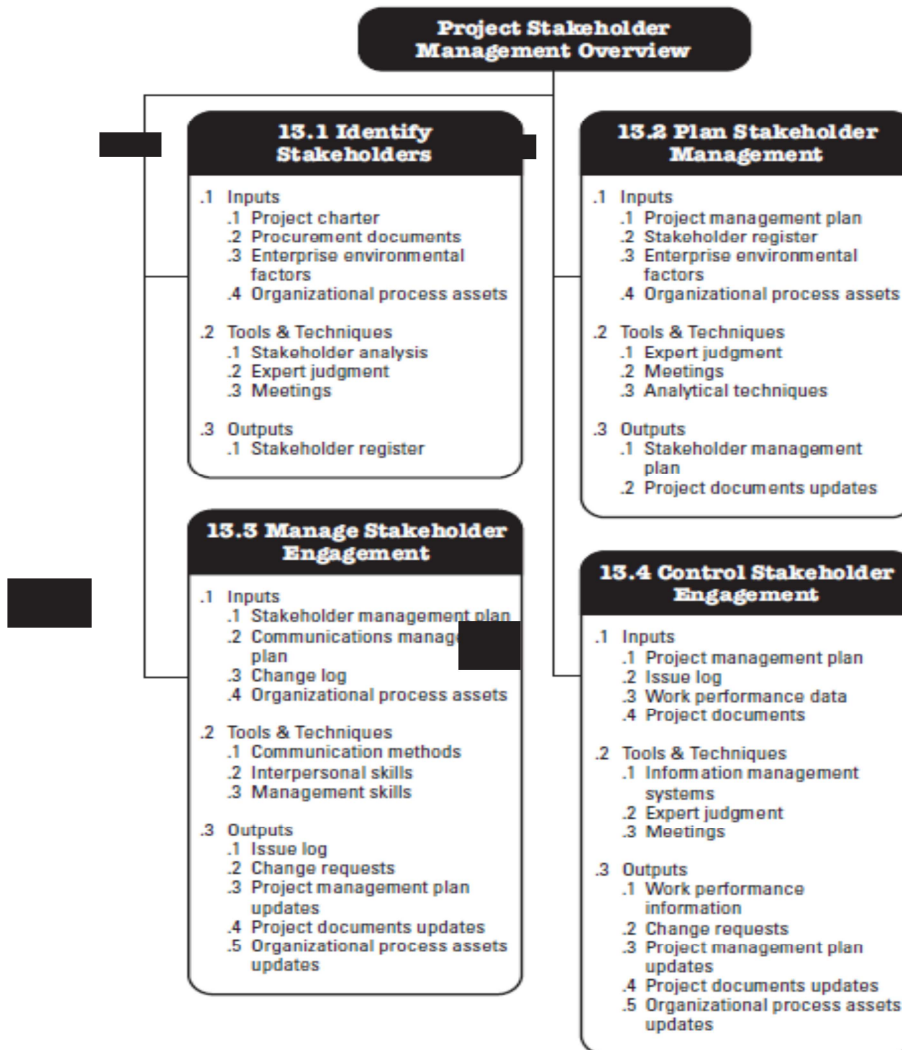 Project Stakeholder
Management Overview
13.1 Identify
Stakeholders
.1 Inputs
.1 Project charter
.2 Procurement documents
.3 Enterprise environmental
factors
.4 Organizational process assets
.2 Tools & Techniques
.1 Stakeholder analysis
.2 Expert judgment
.3 Meetings
.3 Outputs
.1 Stakeholder register
13.2 Plan Stakeholder
Management
.1 Inputs
.1 Project management plan
.2 Stakeholder register
.3 Enterprise environmental
factors
.4 Organizational process assets
.2 Tools & Techniques
.1 Expert judgment
.2 Meetings
.3 Analytical techniques
.3 Outputs
.1 Stakeholder management
plan
.2 Project documents updates
13.3 Manage Stakeholder
Engagement
.1 Inputs
.1 Stakeholder management plan
.2 Communications
plan
.3 Change log
.4 Organizational process assets
.2 Tools & Techniques
.1 Communication methods
.2 Interpersonal skills
.3 Management skills
.3 Outputs
.1 Issue log
.2 Change requests
.3 Project management plan
updates
.4 Project documents updates
.5 Organizational process assets
updates
13.4 Control Stakeholder
Engagement
.1 Inputs
.1 Project management plan
.2 Issue log
.3 Work performance data
.4 Project documents
.2 Tools & Techniques
.1 Information management
systems
.2 Expert judgment
.3 Meetings
.3 Outputs
.1 Work performance
information
.2 Change requests
.3 Project management plan
updates
.4 Project documents updates
.5 Organizational process assets
updates